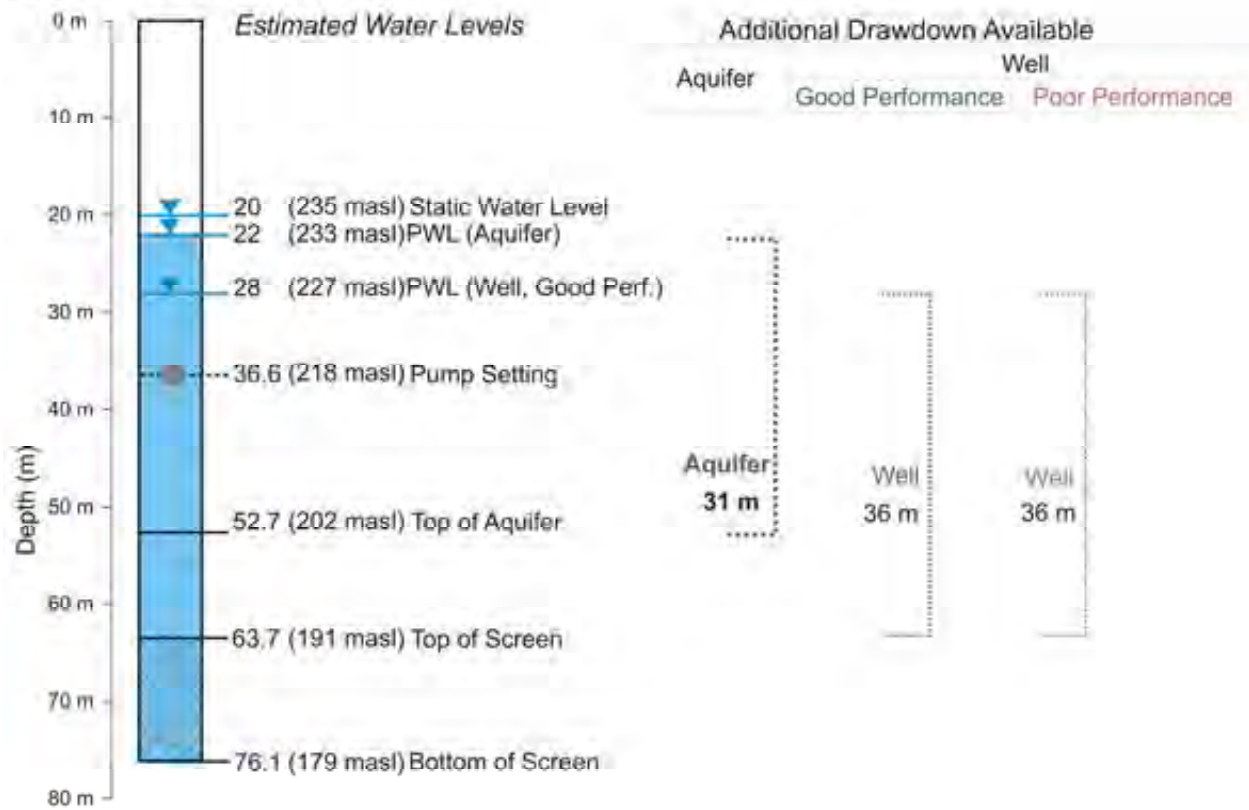 0 m
Estimated Water Levels
Additional Drawdown Available
Aquifer
Well
Good Performance Poor Performance
10 m
20 m
20 (235 masl) Static Water Level
22 (233 masl) PWL (Aquifer)
28 (227 masl) PWL (Well, Good Perf.)
30 m
36.6 (218 masl) Pump Setting
40 m
Depth (m)
Aquifer
31 m
Well
36 m
Well
36 m
50 m
52.7 (202 masl) Top of Aquifer
60 m
63.7 (191 masl) Top of Screen
70 m
76.1 (179 masl) Bottom of Screen
80 m